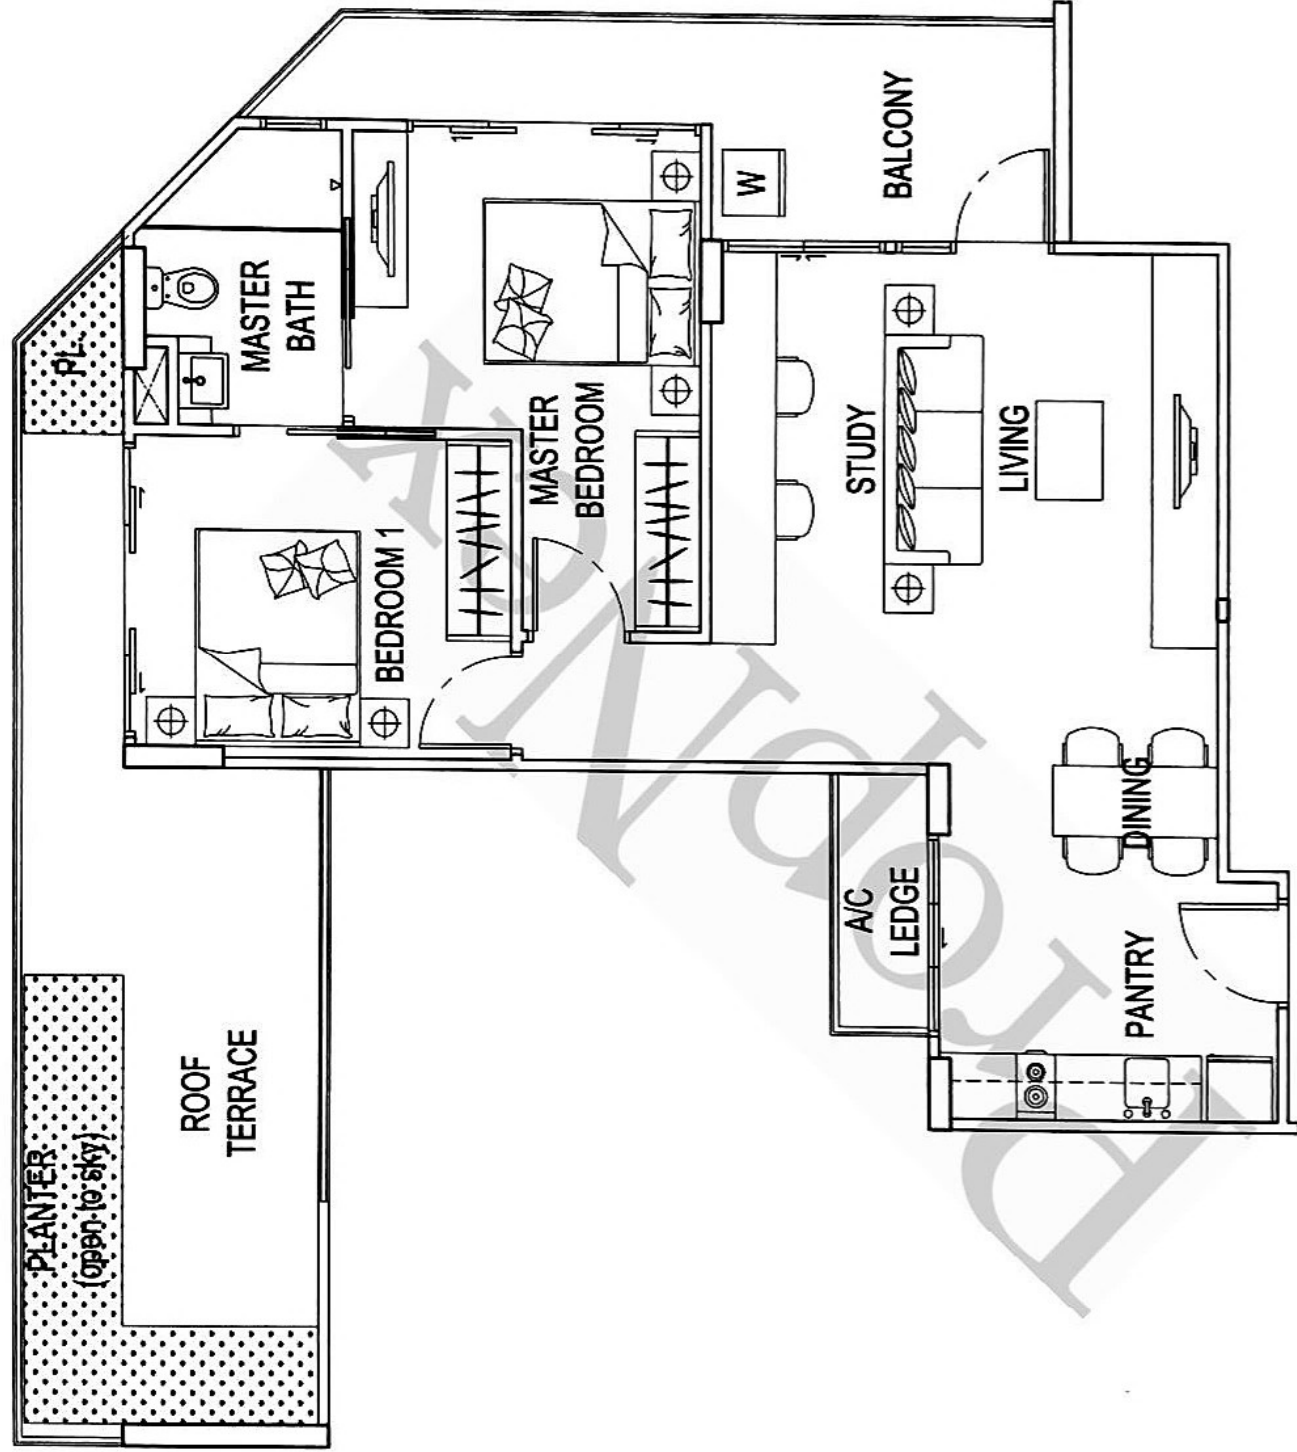 PL.
MASTER
BATH
BALCONY
W
MASTER
BEDROOM
BEDROOM 1
STUDY
LIVING
DINING
A/C
LEDGE
PANTRY
ROOF
TERRACE
PLANTER
(open to sky)
PropNex